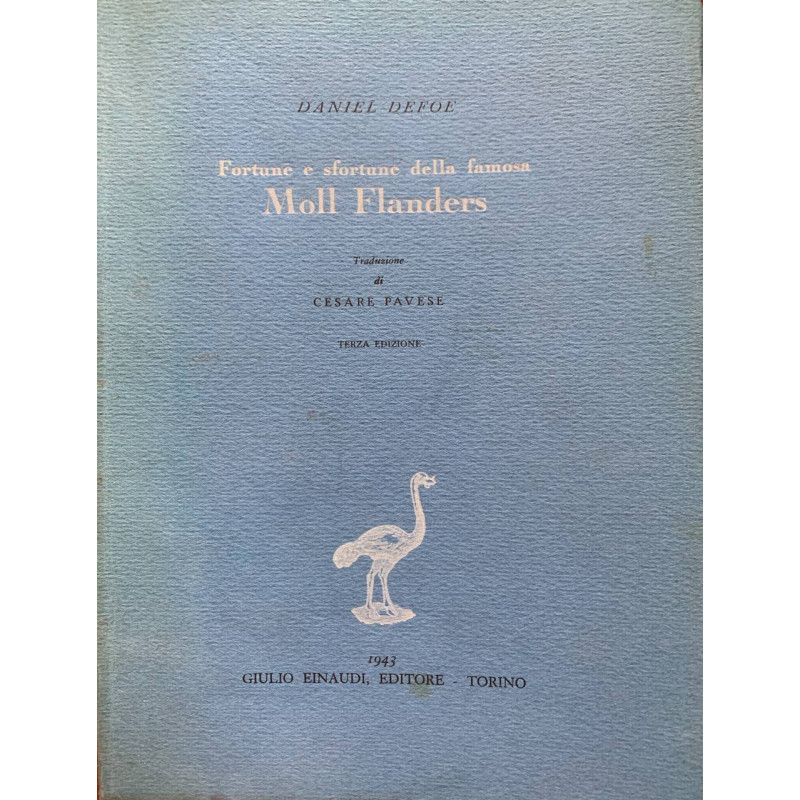 DANIEL DEFOE
Fortune e sfortune della famosa
Moll Flanders
Traduzione
di
CESARE PAVESE
TERZA EDIZIONE
1943
GIULIO EINAUDI, EDITORE - TORINO